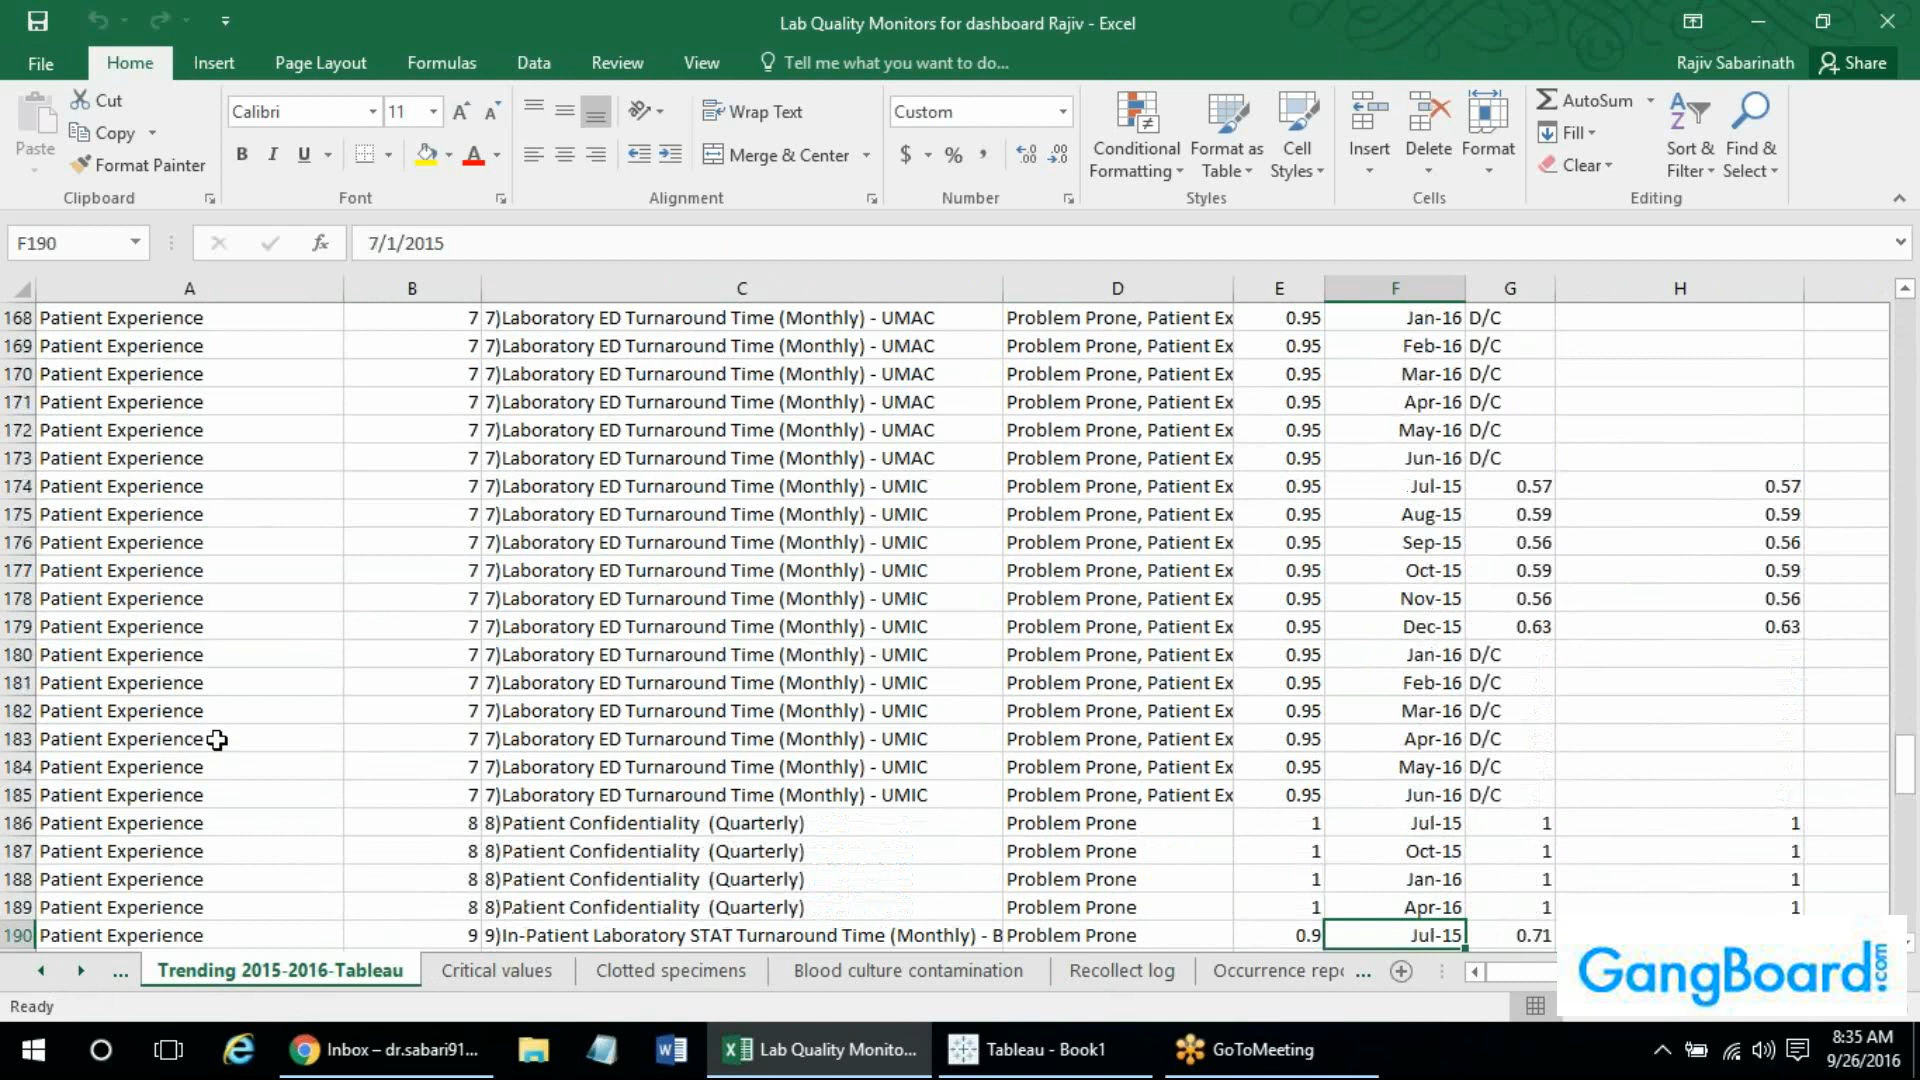 Lab Quality Monitors for dashboard Rajiv - Excel
File Home Insert Page Layout Formulas Data Review View Tell me what you want to do... Rajiv Sabarinath Share
Paste Cut Copy Format Painter Clipboard
Calibri 11 B I U A Font
Wrap Text Merge & Center Alignment
Custom $ % Number
Conditional Formatting Format as Table Cell Styles Styles
Insert Delete Format Cells
AutoSum Fill Clear Sort & Filter Find & Select Editing
F190 fx 7/1/2015
A B C D E F G H
168 Patient Experience 7 7)Laboratory ED Turnaround Time (Monthly) - UMAC Problem Prone, Patient Ex 0.95 Jan-16 D/C
169 Patient Experience 7 7)Laboratory ED Turnaround Time (Monthly) - UMAC Problem Prone, Patient Ex 0.95 Feb-16 D/C
170 Patient Experience 7 7)Laboratory ED Turnaround Time (Monthly) - UMAC Problem Prone, Patient Ex 0.95 Mar-16 D/C
171 Patient Experience 7 7)Laboratory ED Turnaround Time (Monthly) - UMAC Problem Prone, Patient Ex 0.95 Apr-16 D/C
172 Patient Experience 7 7)Laboratory ED Turnaround Time (Monthly) - UMAC Problem Prone, Patient Ex 0.95 May-16 D/C
173 Patient Experience 7 7)Laboratory ED Turnaround Time (Monthly) - UMAC Problem Prone, Patient Ex 0.95 Jun-16 D/C
174 Patient Experience 7 7)Laboratory ED Turnaround Time (Monthly) - UMIC Problem Prone, Patient Ex 0.95 Jul-15 0.57 0.57
175 Patient Experience 7 7)Laboratory ED Turnaround Time (Monthly) - UMIC Problem Prone, Patient Ex 0.95 Aug-15 0.59 0.59
176 Patient Experience 7 7)Laboratory ED Turnaround Time (Monthly) - UMIC Problem Prone, Patient Ex 0.95 Sep-15 0.56 0.56
177 Patient Experience 7 7)Laboratory ED Turnaround Time (Monthly) - UMIC Problem Prone, Patient Ex 0.95 Oct-15 0.59 0.59
178 Patient Experience 7 7)Laboratory ED Turnaround Time (Monthly) - UMIC Problem Prone, Patient Ex 0.95 Nov-15 0.56 0.56
179 Patient Experience 7 7)Laboratory ED Turnaround Time (Monthly) - UMIC Problem Prone, Patient Ex 0.95 Dec-15 0.63 0.63
180 Patient Experience 7 7)Laboratory ED Turnaround Time (Monthly) - UMIC Problem Prone, Patient Ex 0.95 Jan-16 D/C
181 Patient Experience 7 7)Laboratory ED Turnaround Time (Monthly) - UMIC Problem Prone, Patient Ex 0.95 Feb-16 D/C
182 Patient Experience 7 7)Laboratory ED Turnaround Time (Monthly) - UMIC Problem Prone, Patient Ex 0.95 Mar-16 D/C
183 Patient Experience 7 7)Laboratory ED Turnaround Time (Monthly) - UMIC Problem Prone, Patient Ex 0.95 Apr-16 D/C
184 Patient Experience 7 7)Laboratory ED Turnaround Time (Monthly) - UMIC Problem Prone, Patient Ex 0.95 May-16 D/C
185 Patient Experience 7 7)Laboratory ED Turnaround Time (Monthly) - UMIC Problem Prone, Patient Ex 0.95 Jun-16 D/C
186 Patient Experience 8 8)Patient Confidentiality (Quarterly) Problem Prone 1 Jul-15 1 1
187 Patient Experience 8 8)Patient Confidentiality (Quarterly) Problem Prone 1 Oct-15 1 1
188 Patient Experience 8 8)Patient Confidentiality (Quarterly) Problem Prone 1 Jan-16 1 1
189 Patient Experience 8 8)Patient Confidentiality (Quarterly) Problem Prone 1 Apr-16 1 1
190 Patient Experience 9 9)In-Patient Laboratory STAT Turnaround Time (Monthly) - B Problem Prone 0.9 Jul-15 0.71
... Trending 2015-2016-Tableau Critical values Clotted specimens Blood culture contamination Recollect log Occurrence repo ...
GangBoard.com
Ready
Inbox – dr.sabari91... Lab Quality Monito... Tableau - Book1 GoToMeeting 8:35 AM
9/26/2016